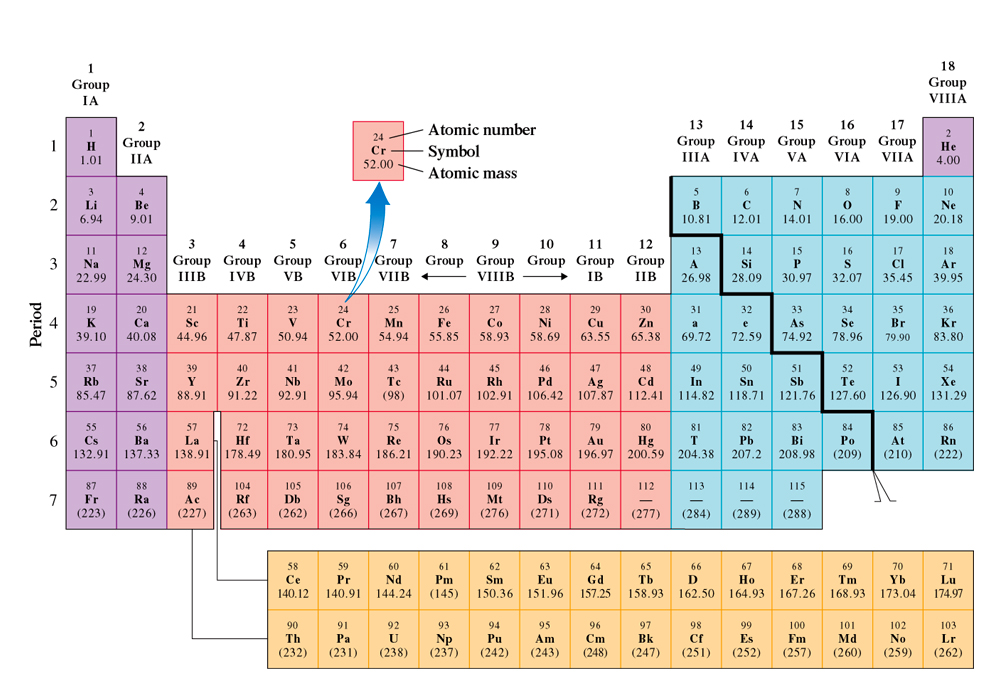 1
Group
IA
18
Group
VIIIA
2
Group
IIA
13 14 15 16 17
Group Group Group Group Group
IIIA IVA VA VIA VIIA
24
Cr
52.00
Atomic number
Symbol
Atomic mass
3 4 5 6 7 8 9 10 11 12
Group Group Group Group Group Group Group Group Group Group
IIIB IVB VB VIB VIIB VIIIB IB IIB
Period
1
1 2
H He
1.01 4.00
2
3 4 5 6 7 8 9 10
Li Be B C N O F Ne
6.94 9.01 10.81 12.01 14.01 16.00 19.00 20.18
3
11 12 13 14 15 16 17 18
Na Mg A Si P S Cl Ar
22.99 24.30 26.98 28.09 30.97 32.07 35.45 39.95
4
19 20 21 22 23 24 25 26 27 28 29 30 31 32 33 34 35 36
K Ca Sc Ti V Cr Mn Fe Co Ni Cu Zn a e As Se Br Kr
39.10 40.08 44.96 47.87 50.94 52.00 54.94 55.85 58.93 58.69 63.55 65.38 69.72 72.59 74.92 78.96 79.90 83.80
5
37 38 39 40 41 42 43 44 45 46 47 48 49 50 51 52 53 54
Rb Sr Y Zr Nb Mo Tc Ru Rh Pd Ag Cd In Sn Sb Te I Xe
85.47 87.62 88.91 91.22 92.91 95.94 (98) 101.07 102.91 106.42 107.87 112.41 114.82 118.71 121.76 127.60 126.90 131.29
6
55 56 57 72 73 74 75 76 77 78 79 80 81 82 83 84 85 86
Cs Ba La Hf Ta W Re Os Ir Pt Au Hg T Pb Bi Po At Rn
132.91 137.33 138.91 178.49 180.95 183.84 186.21 190.23 192.22 195.08 196.97 200.59 204.38 207.2 208.98 (209) (210) (222)
7
87 88 89 104 105 106 107 108 109 110 111 112 113 114 115
Fr Ra Ac Rf Db Sg Bh Hs Mt Ds Rg — — — —
(223) (226) (227) (263) (262) (266) (267) (269) (276) (271) (272) (277) (284) (289) (288)
58 59 60 61 62 63 64 65 66 67 68 69 70 71
Ce Pr Nd Pm Sm Eu Gd Tb D Ho Er Tm Yb Lu
140.12 140.91 144.24 (145) 150.36 151.96 157.25 158.93 162.50 164.93 167.26 168.93 173.04 174.97
90 91 92 93 94 95 96 97 98 99 100 101 102 103
Th Pa U Np Pu Am Cm Bk Cf Es Fm Md No Lr
(232) (231) (238) (237) (242) (243) (248) (247) (251) (252) (257) (260) (259) (262)